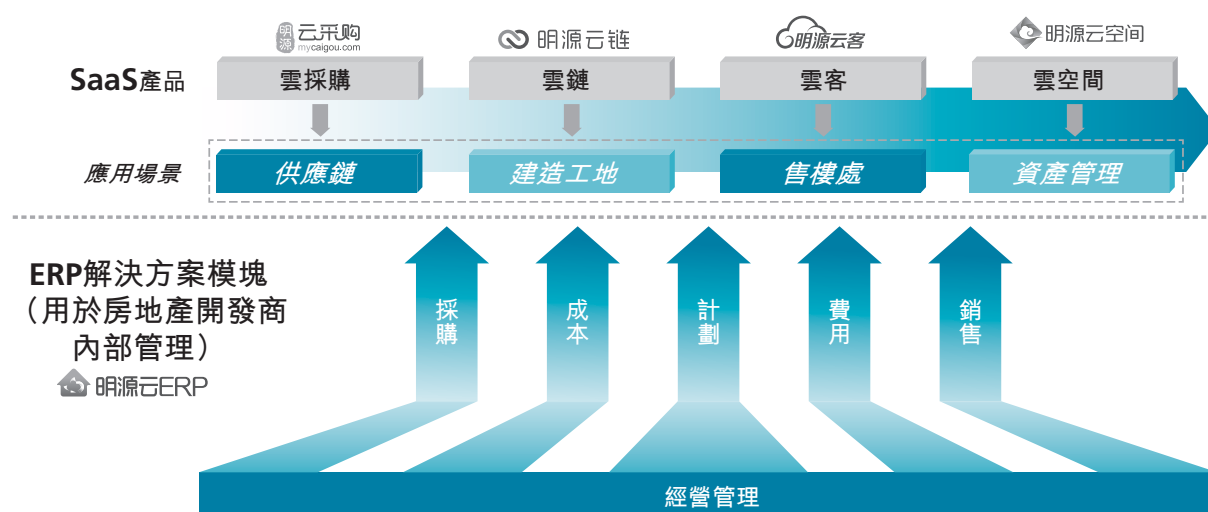 明源 云采购
mycaigou.com
明源云链
明源云客
明源云空间
SaaS產品
雲採購
雲鏈
雲客
雲空間
應用場景
供應鏈
建造工地
售樓處
資產管理
ERP解決方案模塊
（用於房地產開發商
內部管理）
明源云ERP
採購
成本
計劃
費用
銷售
經營管理